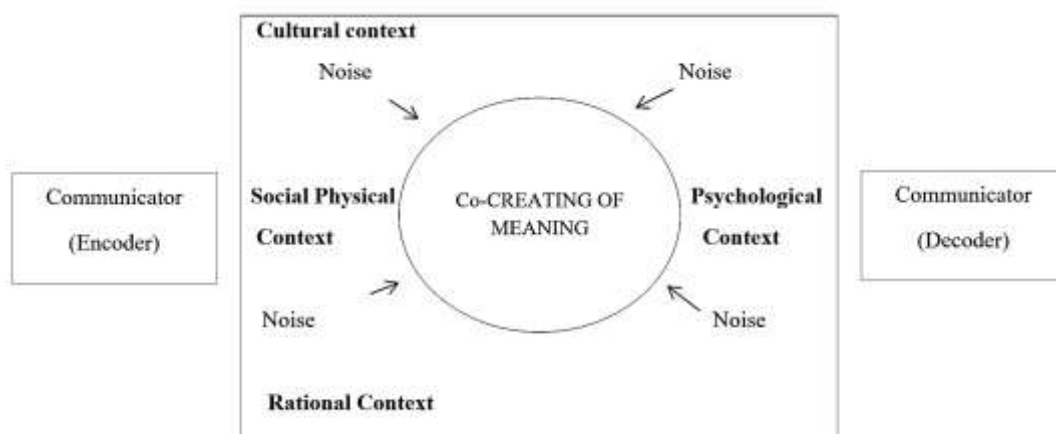 Cultural context
Noise
Noise
Communicator
(Encoder)
Social Physical
Context
Co-CREATING OF
MEANING
Psychological
Context
Communicator
(Decoder)
Noise
Noise
Rational Context